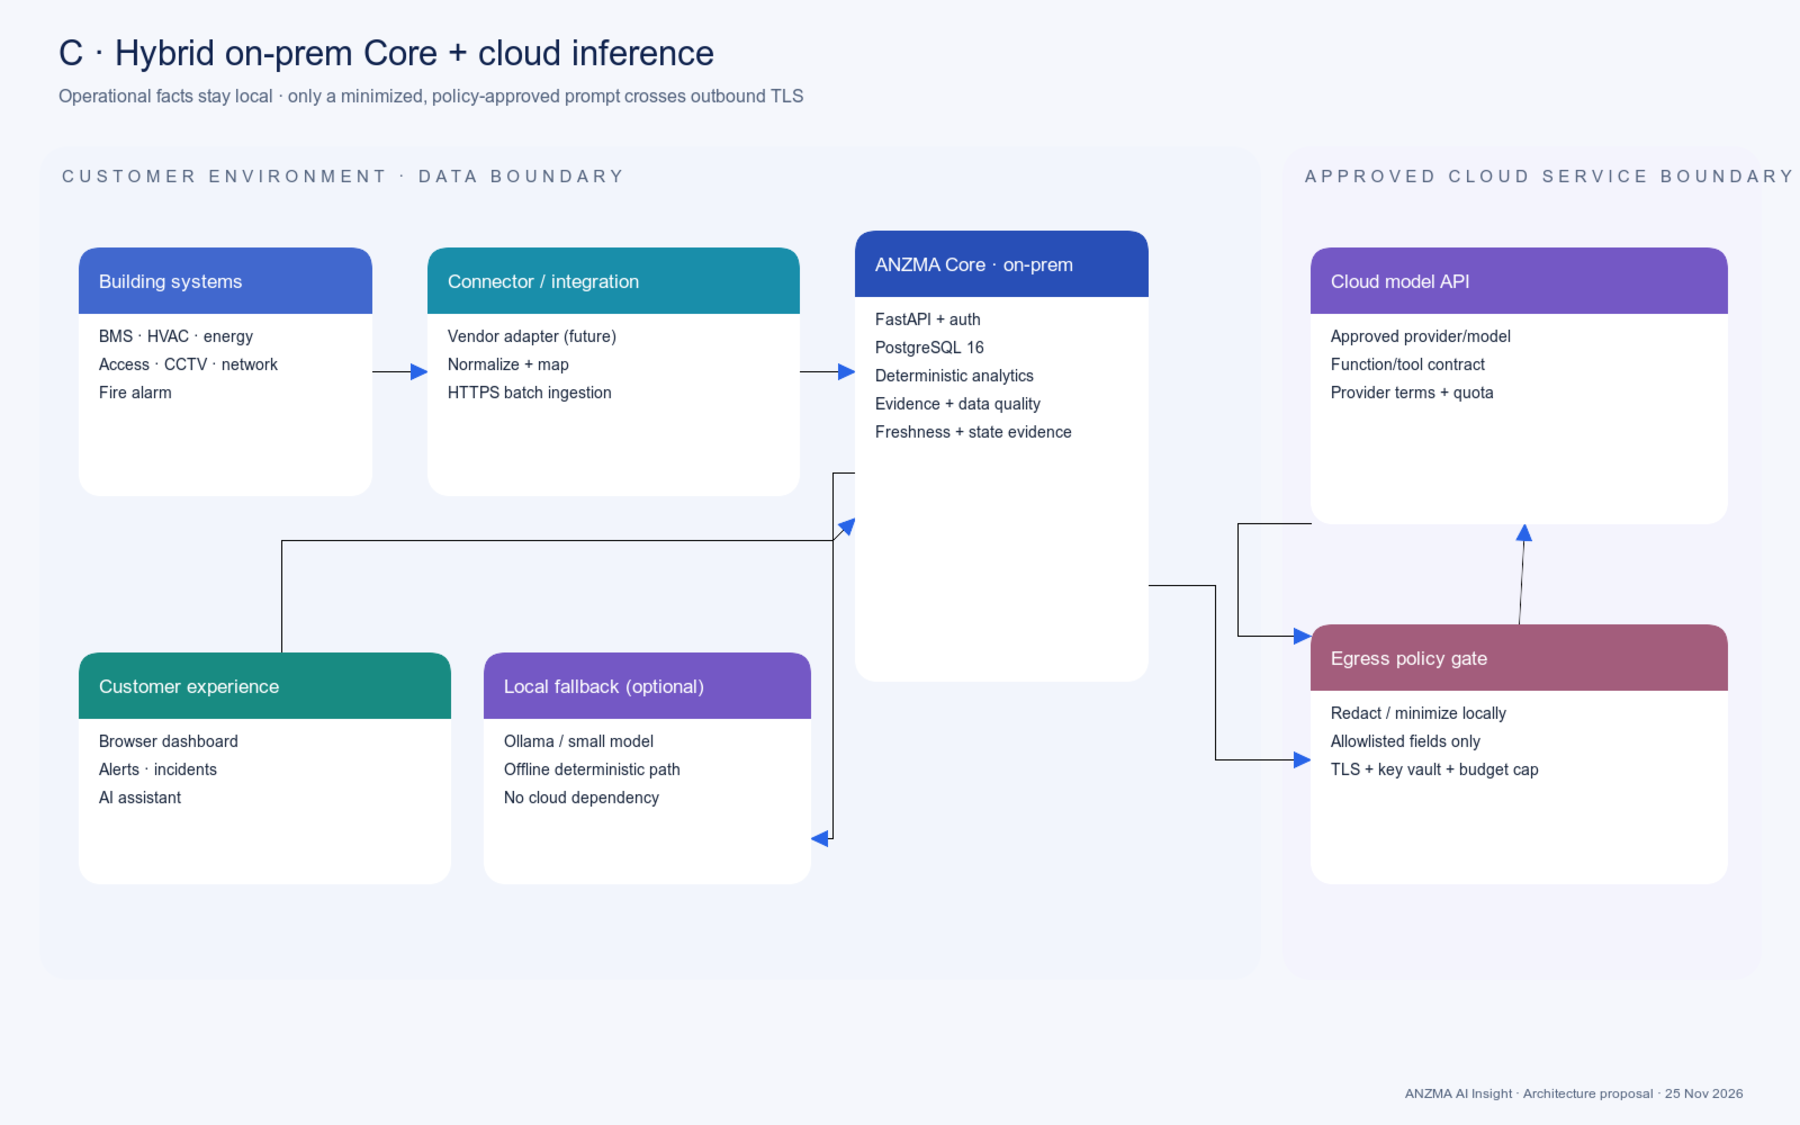 C · Hybrid on-prem Core + cloud inference
Operational facts stay local · only a minimized, policy-approved prompt crosses outbound TLS
CUSTOMER ENVIRONMENT · DATA BOUNDARY
APPROVED CLOUD SERVICE BOUNDARY
Building systems
BMS · HVAC · energy
Access · CCTV · network
Fire alarm
Connector / integration
Vendor adapter (future)
Normalize + map
HTTPS batch ingestion
ANZMA Core · on-prem
FastAPI + auth
PostgreSQL 16
Deterministic analytics
Evidence + data quality
Freshness + state evidence
Cloud model API
Approved provider/model
Function/tool contract
Provider terms + quota
Customer experience
Browser dashboard
Alerts · incidents
AI assistant
Local fallback (optional)
Ollama / small model
Offline deterministic path
No cloud dependency
Egress policy gate
Redact / minimize locally
Allowlisted fields only
TLS + key vault + budget cap
ANZMA AI Insight · Architecture proposal · 25 Nov 2026